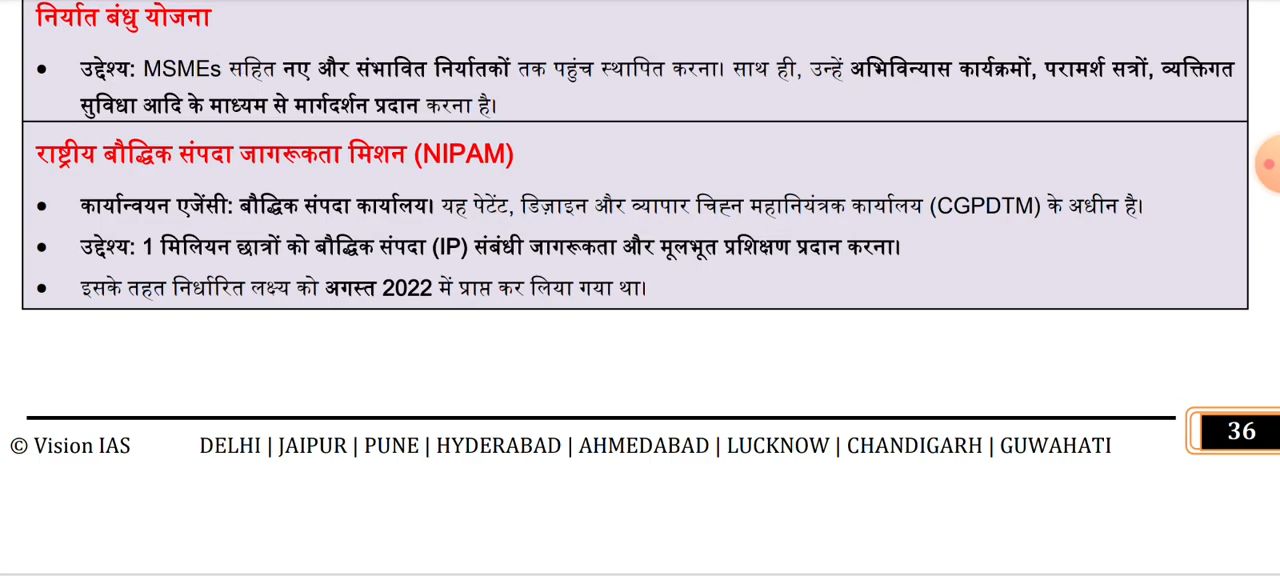 निर्यात बंधु योजना
● उद्देश्य: MSMEs सहित नए और संभावित निर्यातकों तक पहुंच स्थापित करना। साथ ही, उन्हें अभिविन्यास कार्यक्रमों, परामर्श सत्रों, व्यक्तिगत
सुविधा आदि के माध्यम से मार्गदर्शन प्रदान करना है।
राष्ट्रीय बौद्धिक संपदा जागरूकता मिशन (NIPAM)
● कार्यान्वयन एजेंसी: बौद्धिक संपदा कार्यालय। यह पेटेंट, डिज़ाइन और व्यापार चिह्न महानियंत्रक कार्यालय (CGPDTM) के अधीन है।
● उद्देश्य: 1 मिलियन छात्रों को बौद्धिक संपदा (IP) संबंधी जागरूकता और मूलभूत प्रशिक्षण प्रदान करना।
● इसके तहत निर्धारित लक्ष्य को अगस्त 2022 में प्राप्त कर लिया गया था।
36
© Vision IAS DELHI | JAIPUR | PUNE | HYDERABAD | AHMEDABAD | LUCKNOW | CHANDIGARH | GUWAHATI